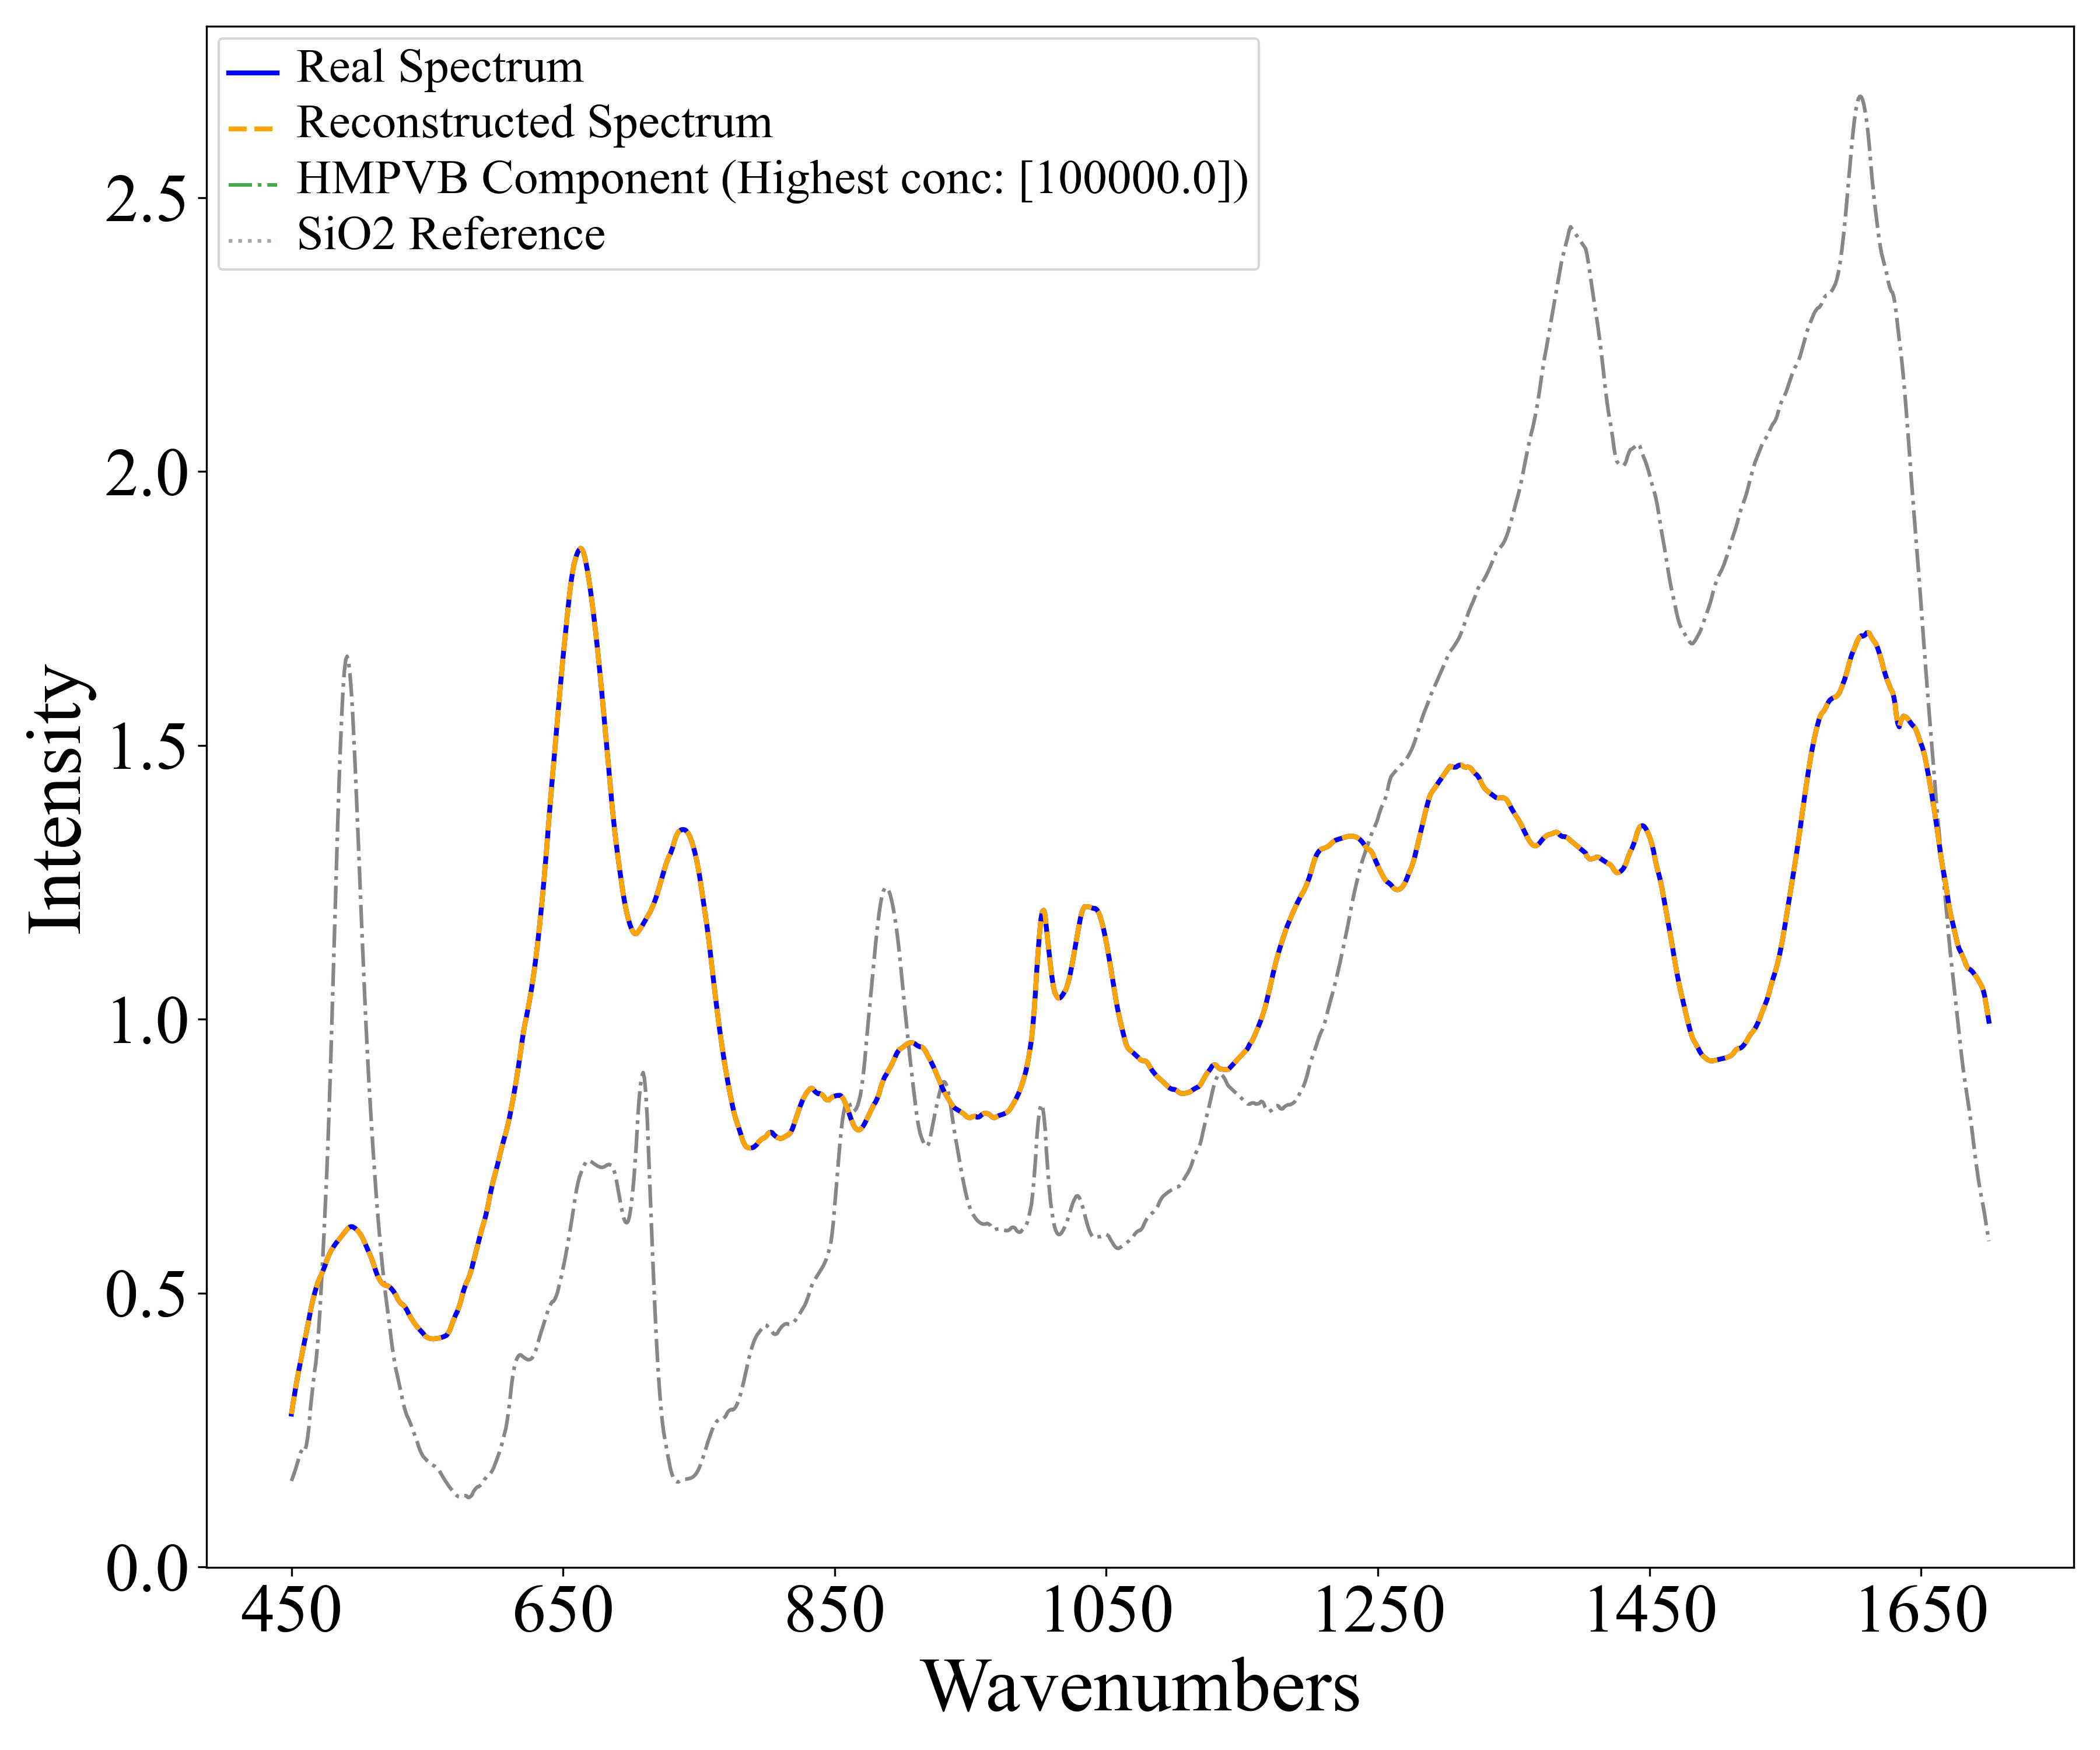 Real Spectrum
Reconstructed Spectrum
HMPVB Component (Highest conc: [100000.0])
SiO2 Reference
Intensity
2.5
2.0
1.5
1.0
0.5
0.0
450 650 850 1050 1250 1450 1650
Wavenumbers